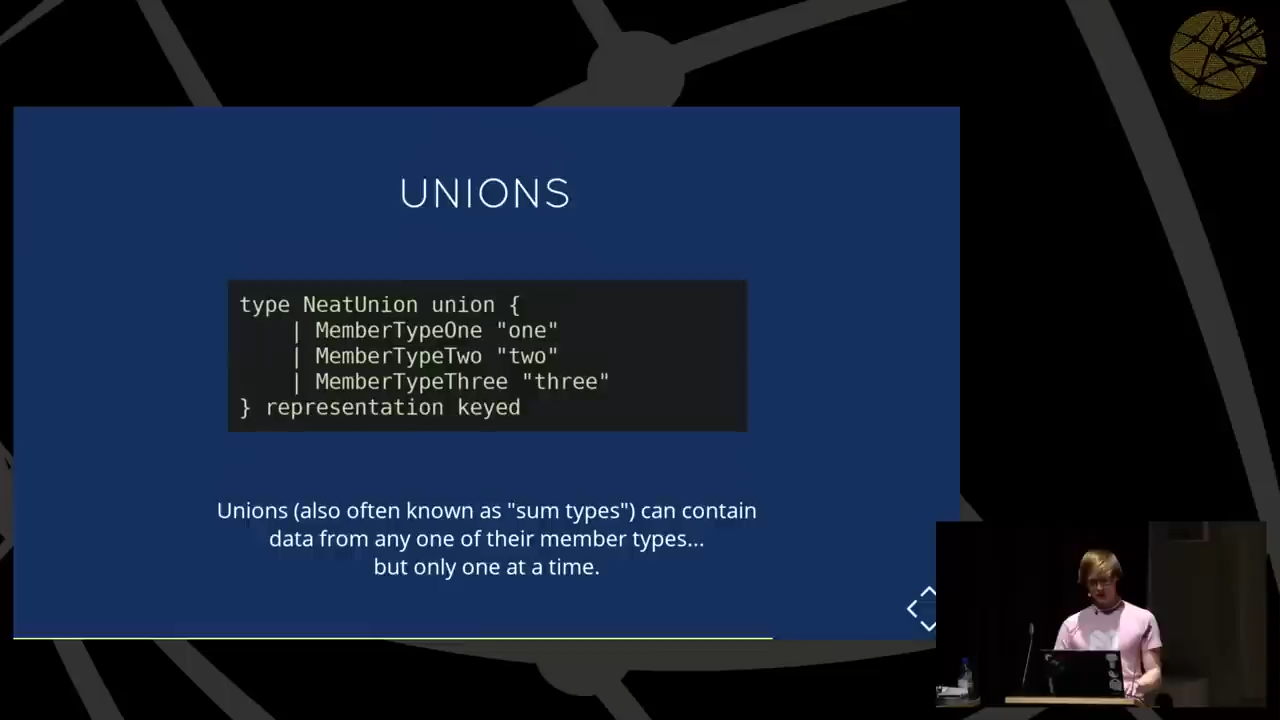 UNIONS
type NeatUnion union {
| MemberTypeOne "one"
| MemberTypeTwo "two"
| MemberTypeThree "three"
} representation keyed
Unions (also often known as "sum types") can contain
data from any one of their member types...
but only one at a time.